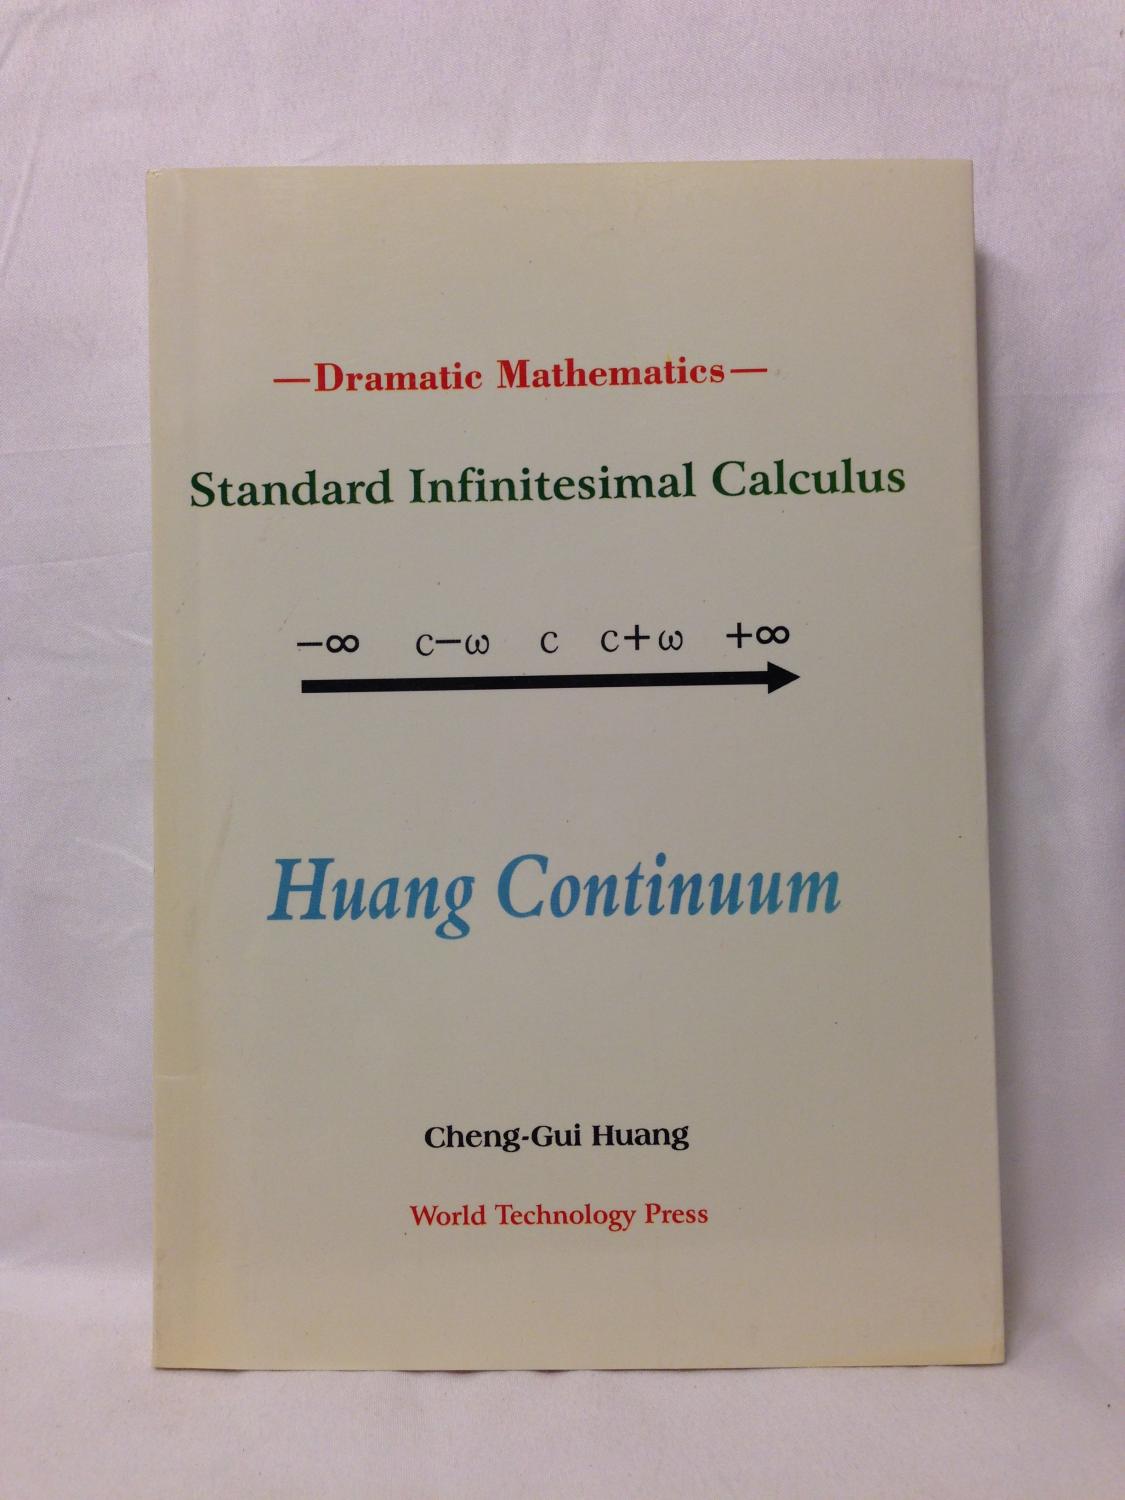 —Dramatic Mathematics—
Standard Infinitesimal Calculus
−∞ c−ω c c+ω +∞
Huang Continuum
Cheng-Gui Huang
World Technology Press